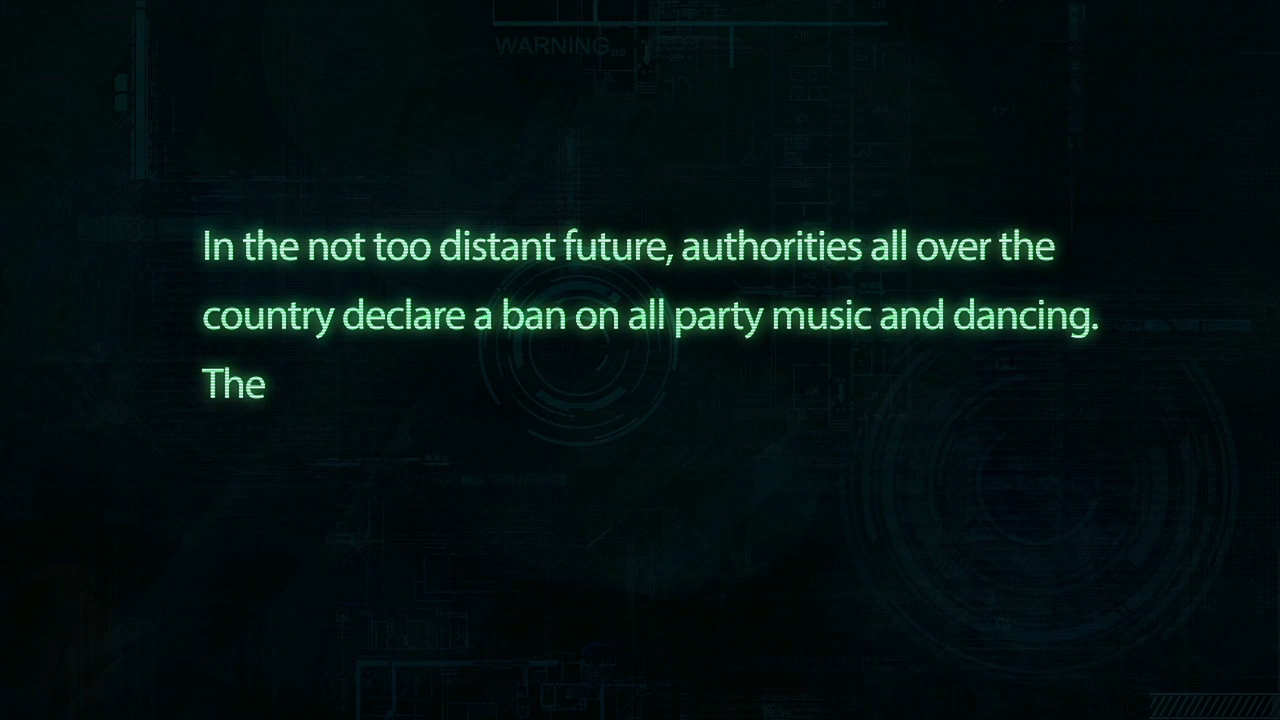 WARNING
In the not too distant future, authorities all over the
country declare a ban on all party music and dancing.
The